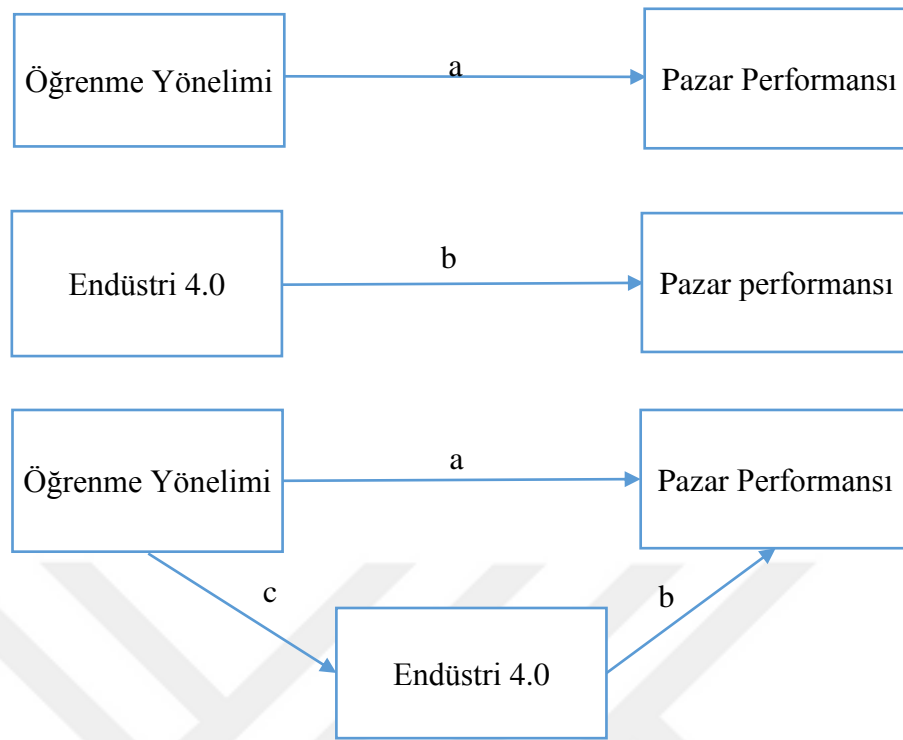 Öğrenme Yönelimi
a
Pazar Performansı
Endüstri 4.0
b
Pazar performansı
Öğrenme Yönelimi
a
Pazar Performansı
c
b
Endüstri 4.0